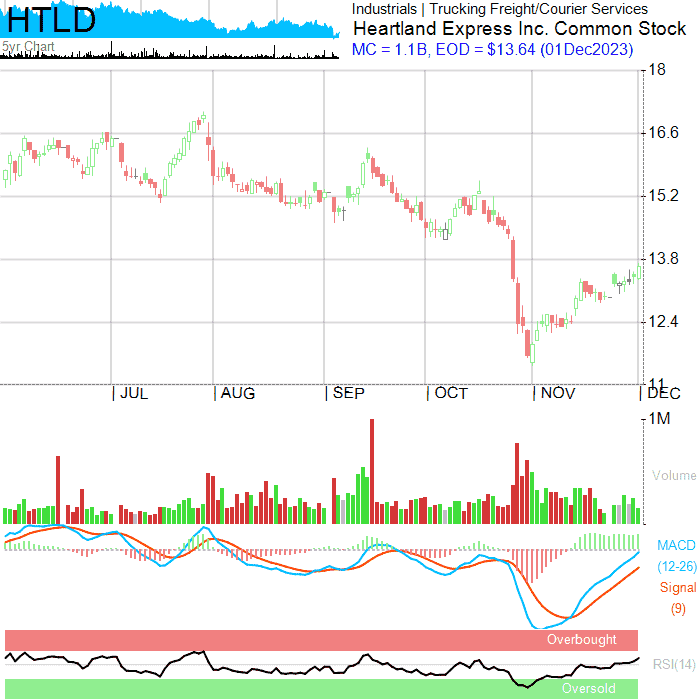 HTLD
5yr Chart
Industrials | Trucking Freight/Courier Services
Heartland Express Inc. Common Stock
MC = 1.1B, EOD = $13.64 (01Dec2023)
18
16.6
15.2
13.8
12.4
11
JUL AUG SEP OCT NOV DEC
1M
Volume
MACD
(12-26)
Signal
(9)
Overbought
RSI(14)
Oversold